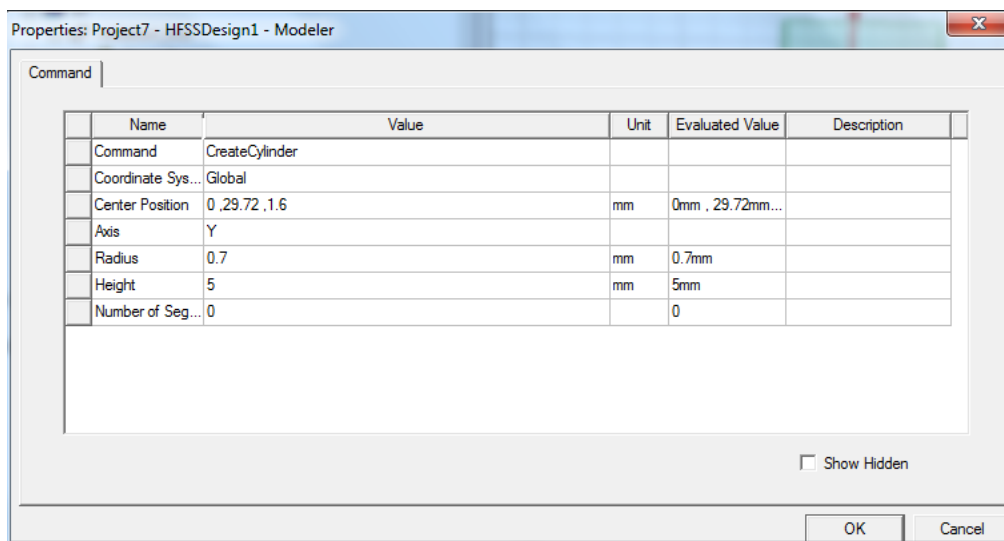 Properties: Project7 - HFSSDesign1 - Modeler
Command
Name Value Unit Evaluated Value Description
Command CreateCylinder
Coordinate Sys... Global
Center Position 0 ,29.72 ,1.6 mm 0mm , 29.72mm...
Axis Y
Radius 0.7 mm 0.7mm
Height 5 mm 5mm
Number of Seg... 0 0
Show Hidden
OK Cancel